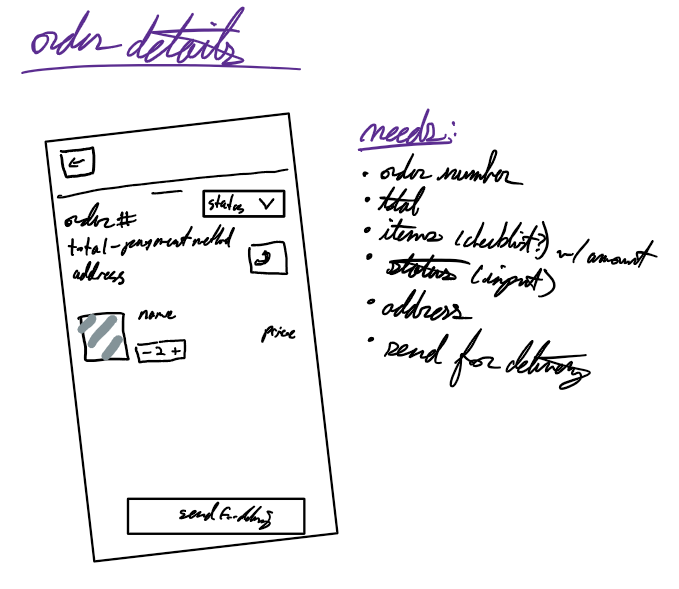 order details
needs:
• order number
• total
• items (checklist?) w/ amount
• status (input)
• address
• send for delivery
status
order #
total - payment method
address
name
- 2 +
price
send for delivery